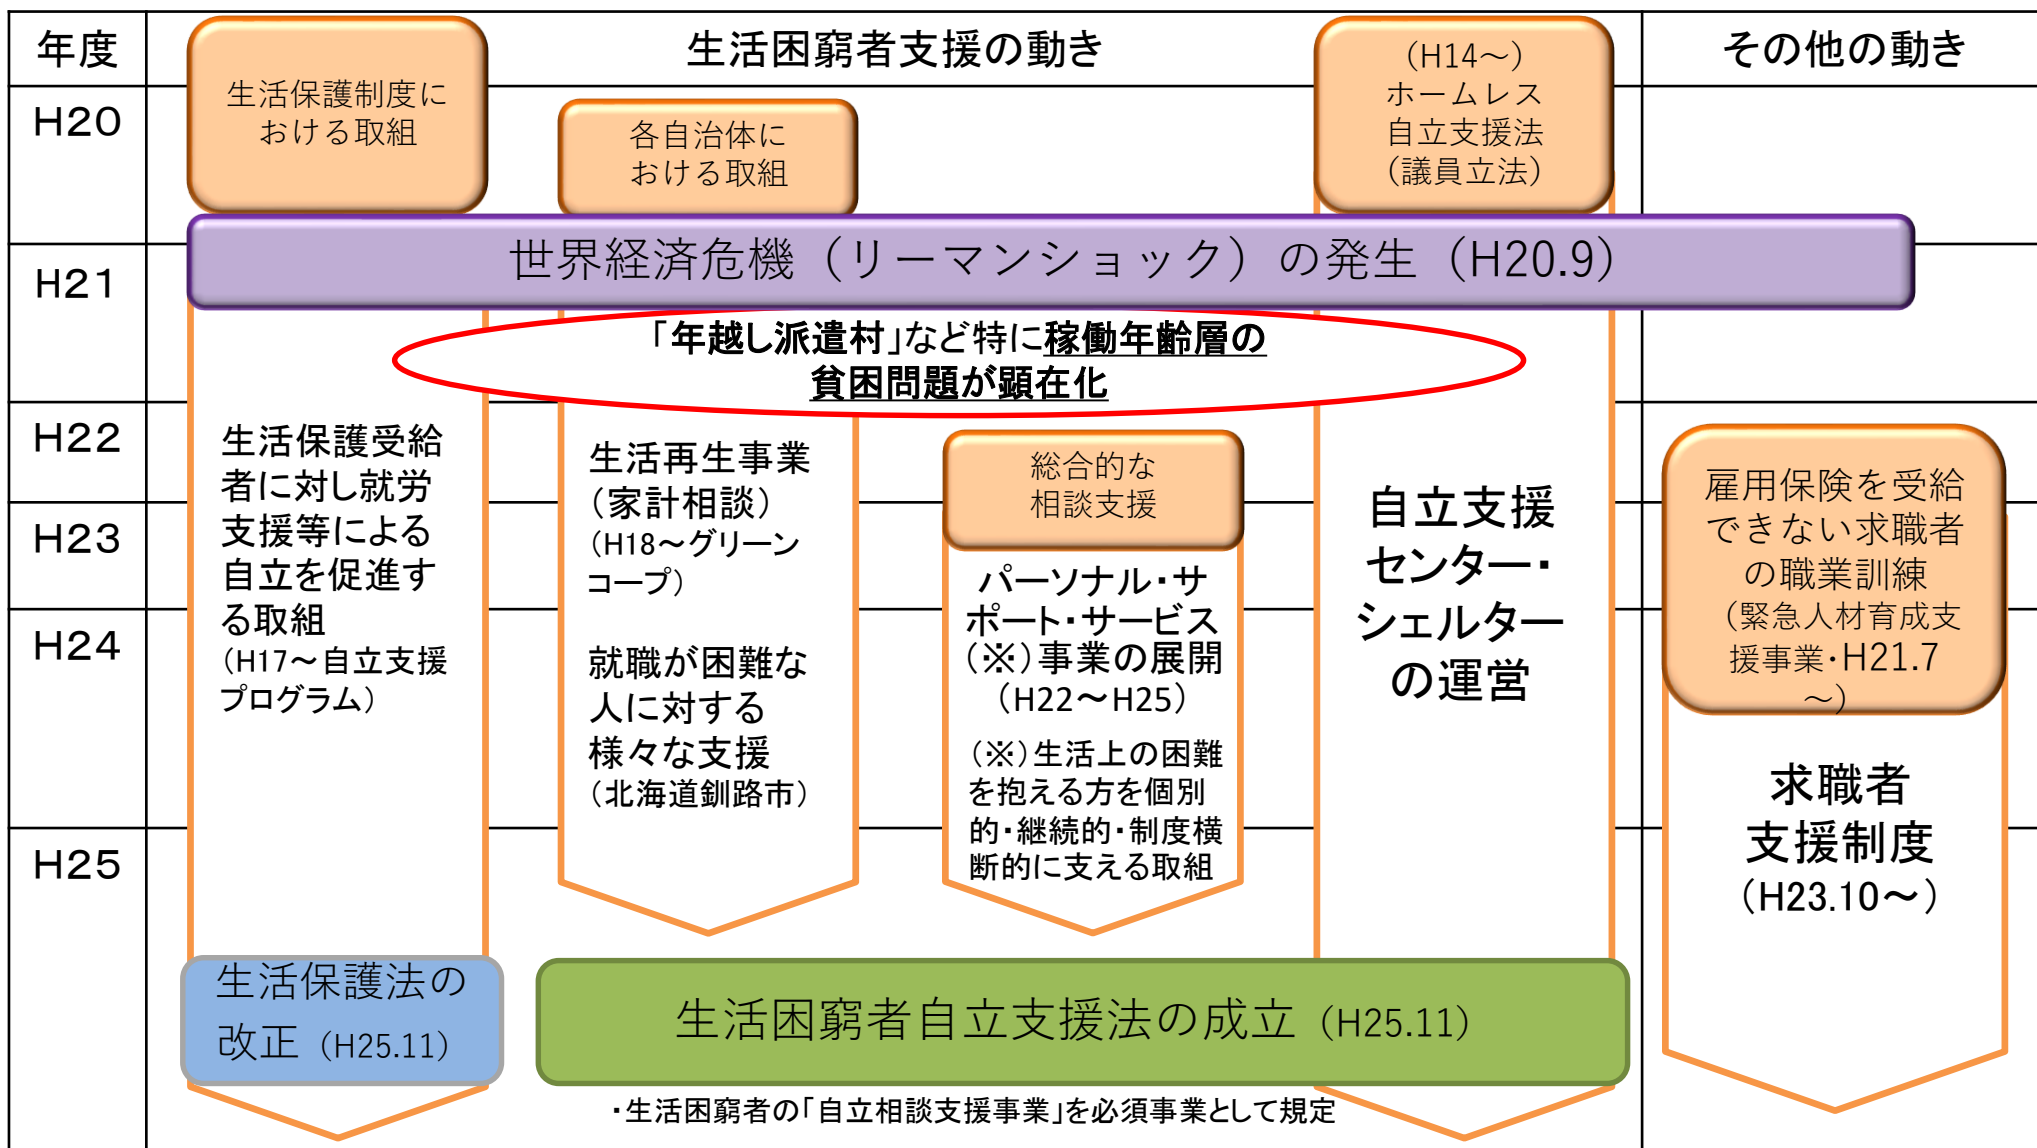 年度
生活困窮者支援の動き
その他の動き
H20
H21
H22
H23
H24
H25
生活保護制度に
おける取組
各自治体に
おける取組
(H14～)
ホームレス
自立支援法
(議員立法)
世界経済危機（リーマンショック）の発生（H20.9）
「年越し派遣村」など特に稼働年齢層の
貧困問題が顕在化
生活保護受給
者に対し就労
支援等による
自立を促進す
る取組
(H17～自立支援
プログラム)
生活再生事業
(家計相談)
(H18～グリーン
コープ)
就職が困難な
人に対する
様々な支援
(北海道釧路市)
総合的な
相談支援
パーソナル・サ
ポート・サービス
(※)事業の展開
(H22～H25)
(※)生活上の困難
を抱える方を個別
的・継続的・制度横
断的に支える取組
自立支援
センター・
シェルター
の運営
雇用保険を受給
できない求職者
の職業訓練
(緊急人材育成支
援事業・H21.7
～)
求職者
支援制度
(H23.10～)
生活保護法の
改正（H25.11）
生活困窮者自立支援法の成立（H25.11）
・生活困窮者の「自立相談支援事業」を必須事業として規定